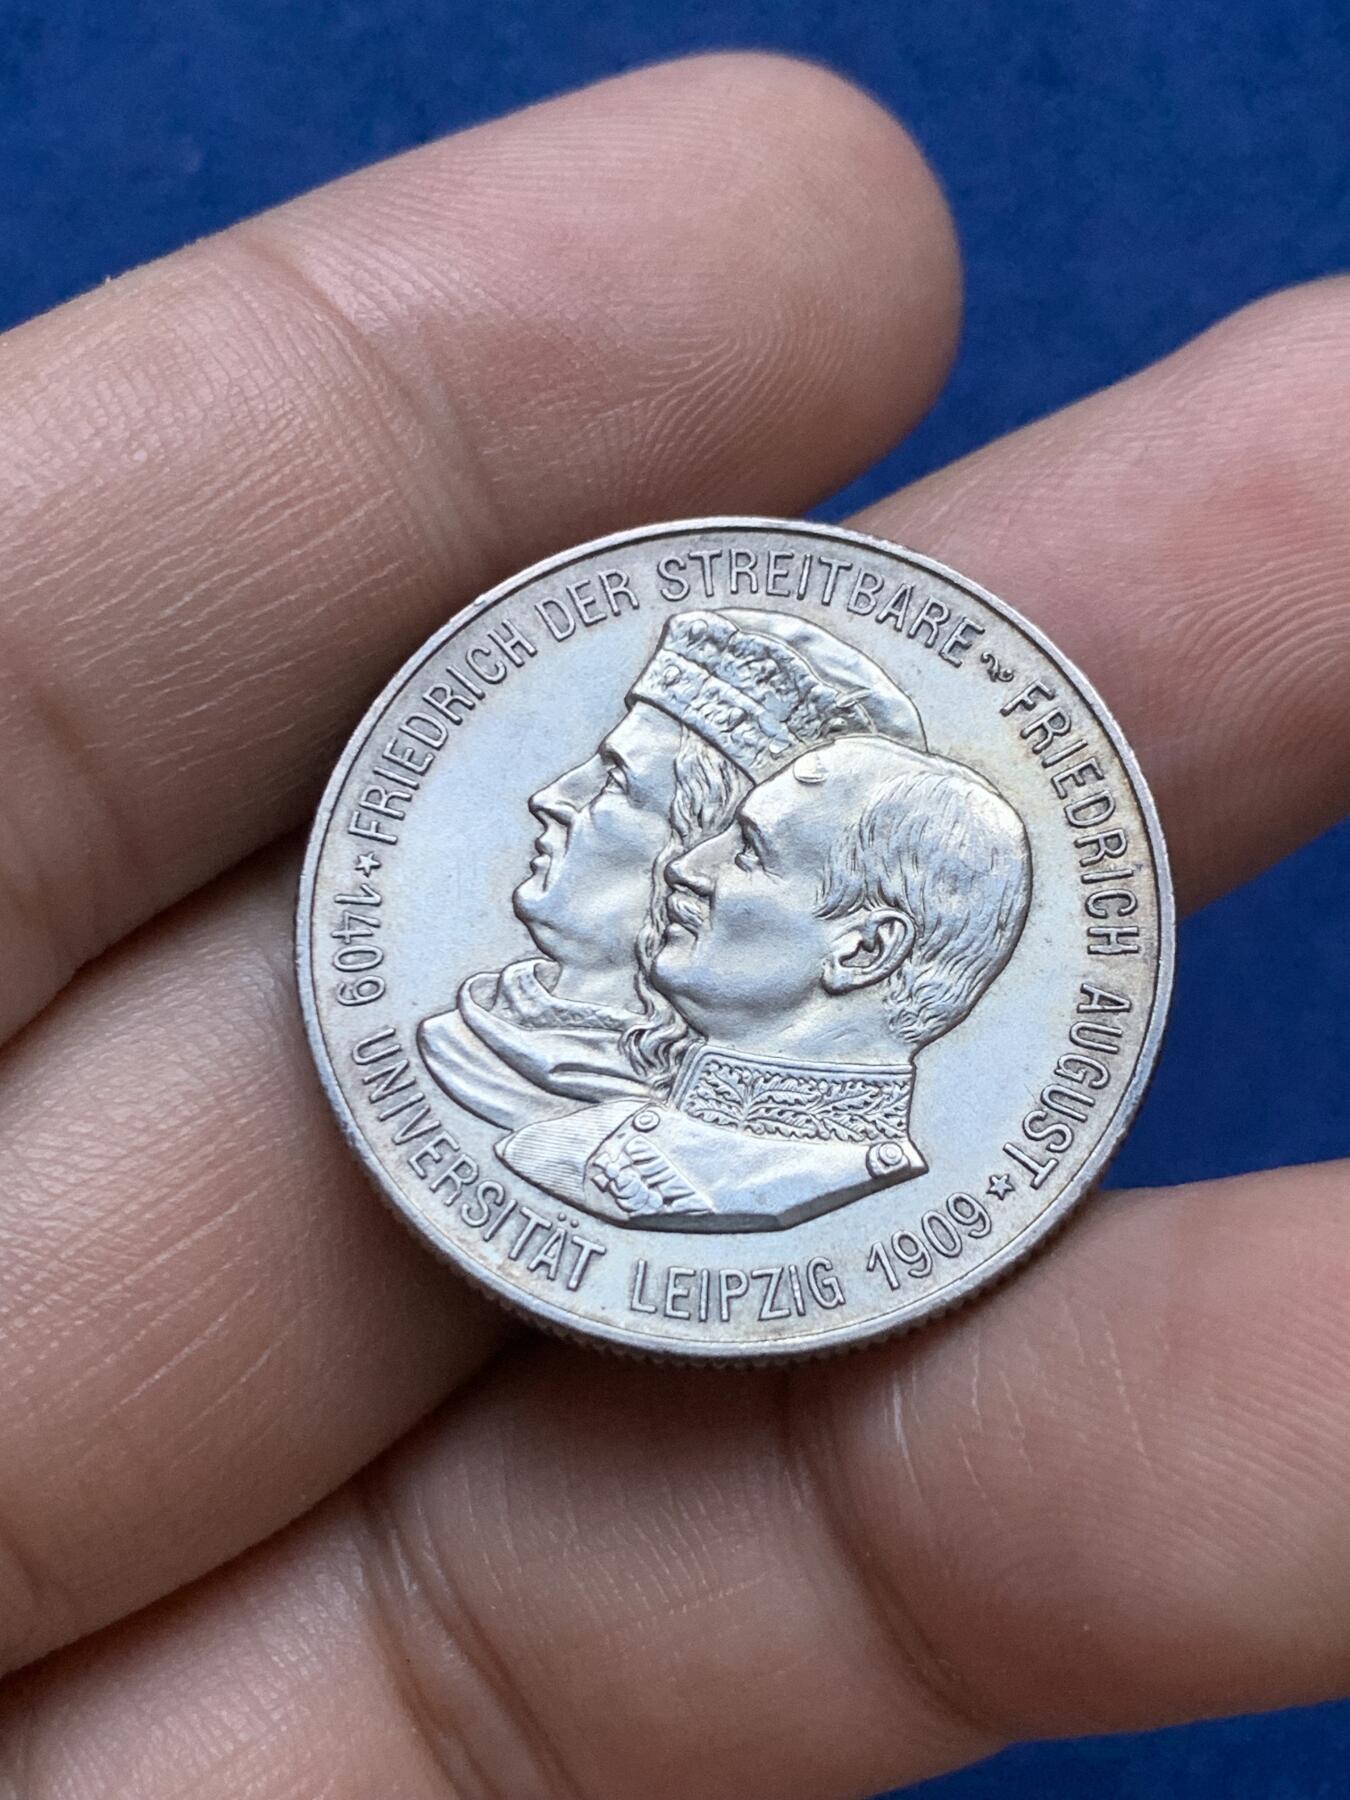 ★ FRIEDRICH DER STREITBARE ~ FRIEDRICH AUGUST ★
1409 UNIVERSITÄT LEIPZIG 1909